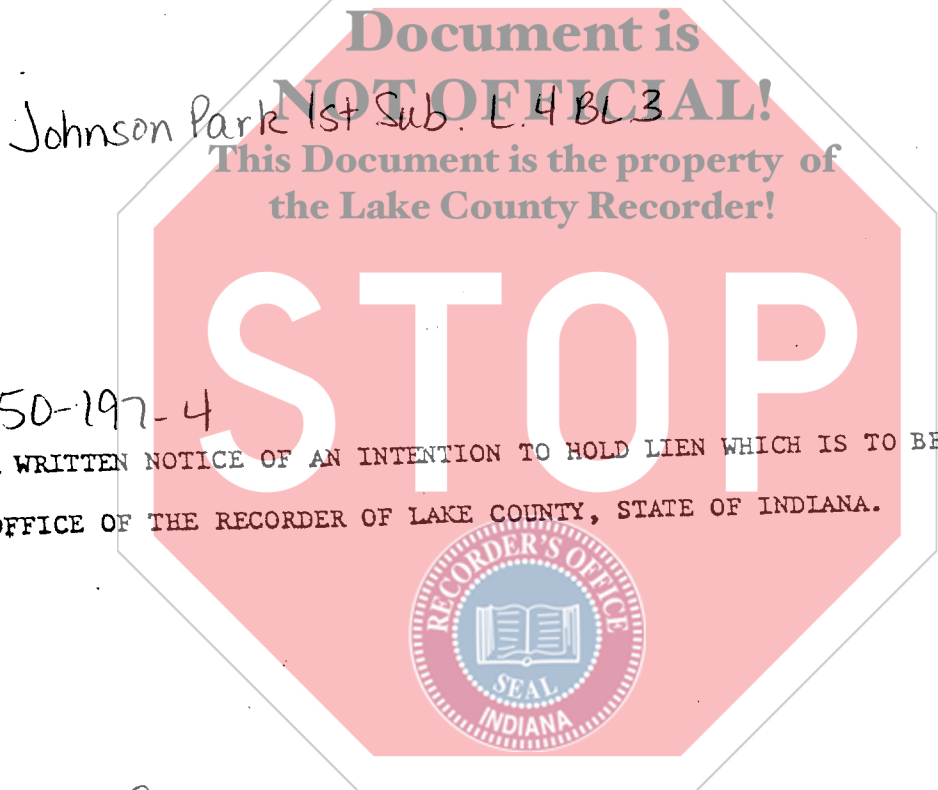 Document is
NOT OFFICIAL!
Johnson Park 1st Sub. L. 4 BL 3
This Document is the property of
the Lake County Recorder!
STOP
50-197-4
WRITTEN NOTICE OF AN INTENTION TO HOLD LIEN WHICH IS TO BE
OFFICE OF THE RECORDER OF LAKE COUNTY, STATE OF INDIANA.
RECORDER'S OFFICE
SEAL
INDIANA